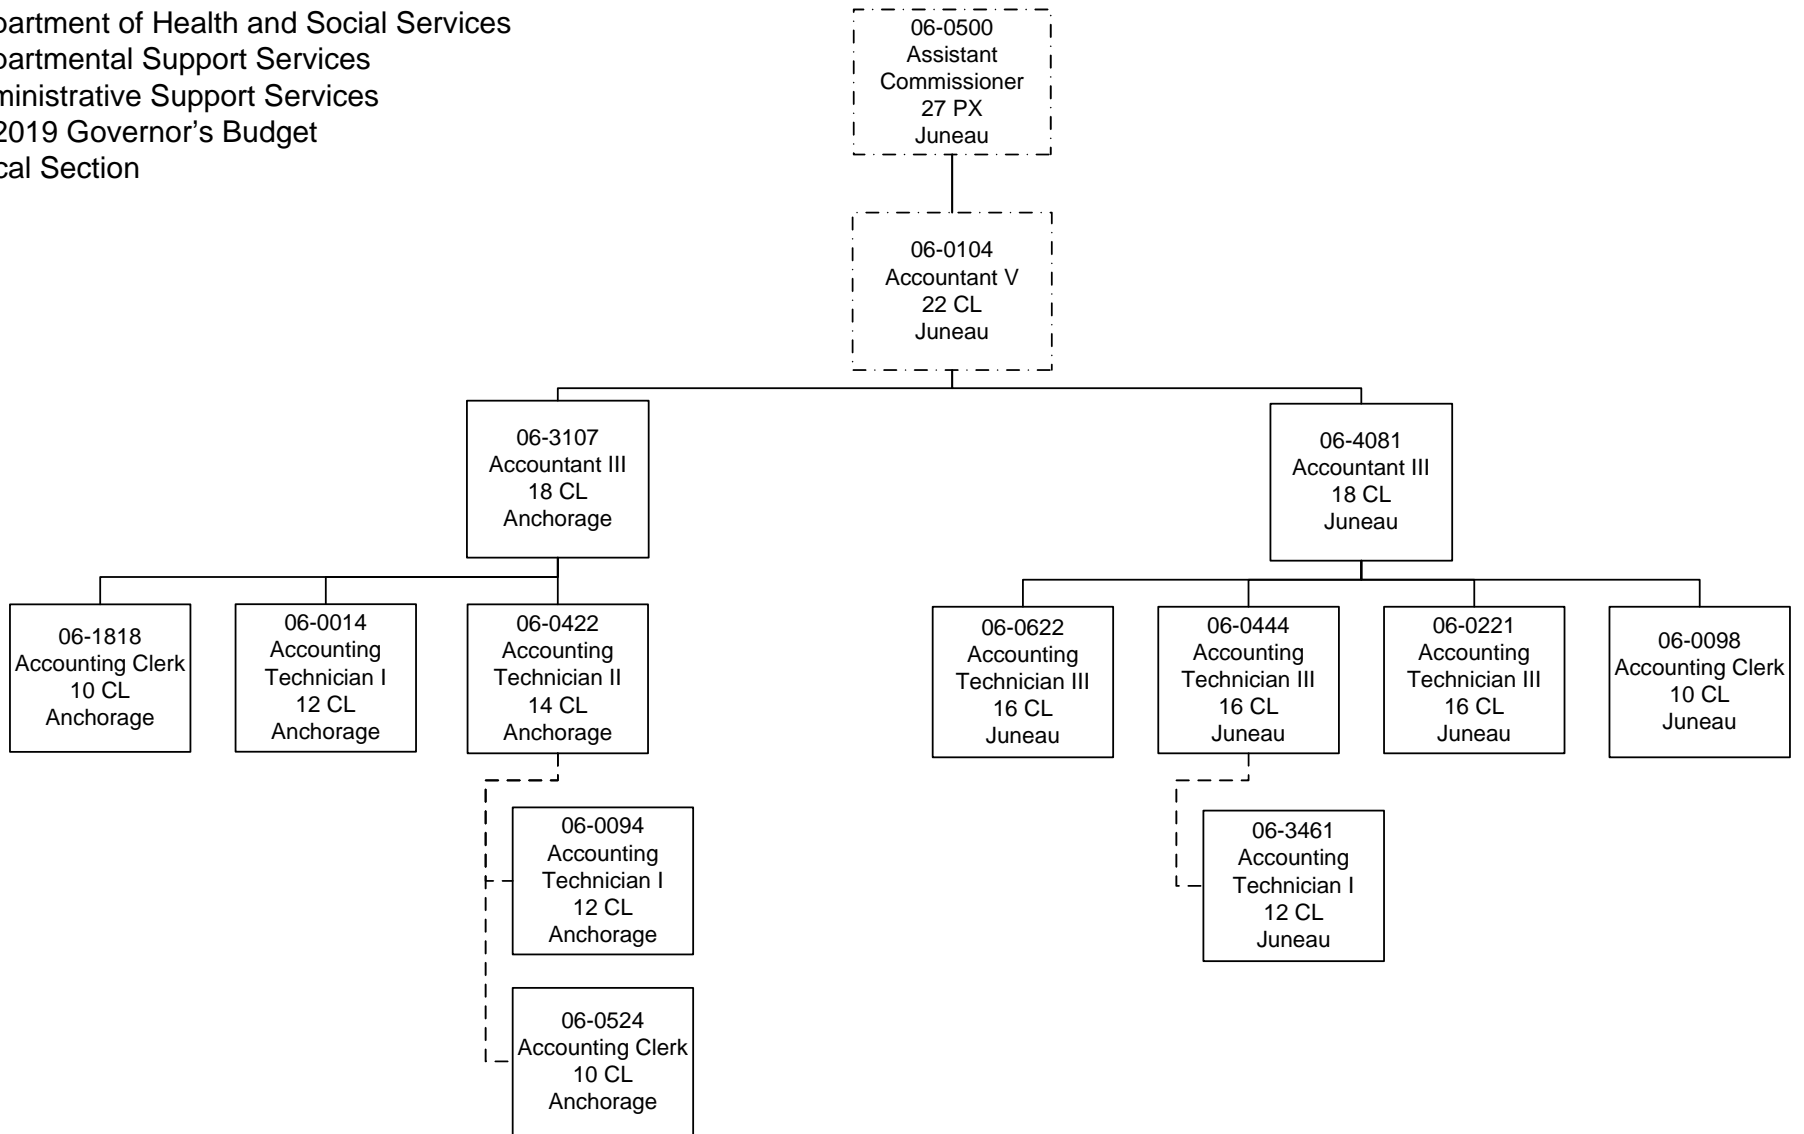 partment of Health and Social Services
partmental Support Services
ministrative Support Services
2019 Governor's Budget
cal Section
06-0500
Assistant
Commissioner
27 PX
Juneau
06-0104
Accountant V
22 CL
Juneau
06-3107
Accountant III
18 CL
Anchorage
06-4081
Accountant III
18 CL
Juneau
06-1818
Accounting Clerk
10 CL
Anchorage
06-0014
Accounting
Technician I
12 CL
Anchorage
06-0422
Accounting
Technician II
14 CL
Anchorage
06-0622
Accounting
Technician III
16 CL
Juneau
06-0444
Accounting
Technician III
16 CL
Juneau
06-0221
Accounting
Technician III
16 CL
Juneau
06-0098
Accounting Clerk
10 CL
Juneau
06-0094
Accounting
Technician I
12 CL
Anchorage
06-3461
Accounting
Technician I
12 CL
Juneau
06-0524
Accounting Clerk
10 CL
Anchorage